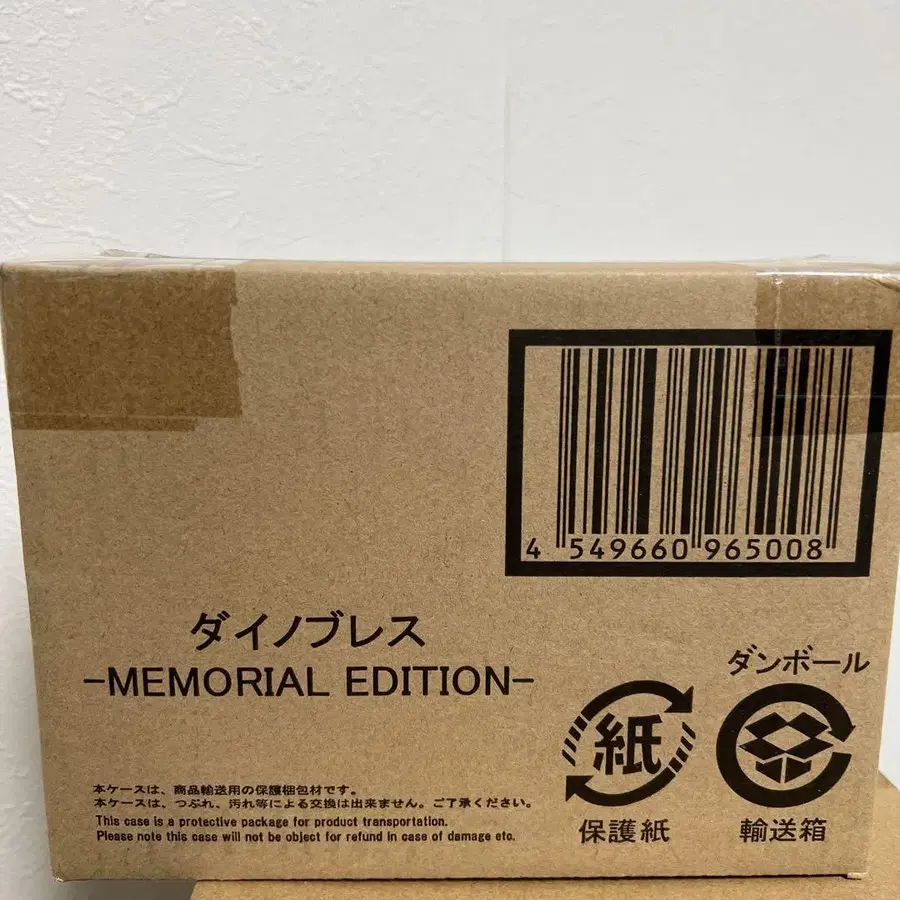 4 549660 965008
ダイノブレス
-MEMORIAL EDITION-
ダンボール
紙
保護紙
輸送箱
本ケースは、商品輸送用の保護梱包材です。
本ケースは、つぶれ、汚れ等による交換は出来ません。ご了承ください。
This case is a protective package for product transportation.
Please note this case will not be object for refund in case of damage etc.